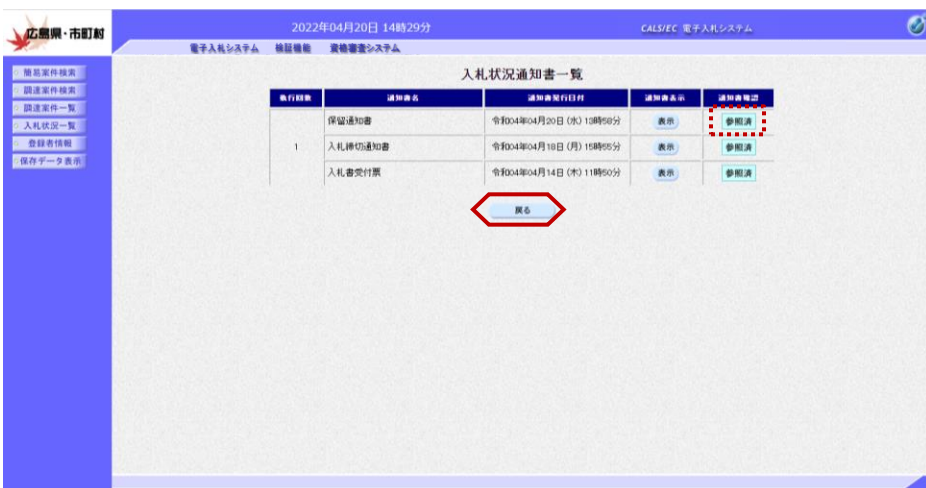 広島県・市町村
2022年04月20日 14時29分
CALS/EC 電子入札システム
電子入札システム 検証機能 資格審査システム
簡易案件検索
調達案件検索
調達案件一覧
入札状況一覧
登録者情報
保存データ表示
入札状況通知書一覧
執行回数 通知書名 通知書発行日付 通知書表示 通知書確認
保留通知書 令和04年04月20日 (水) 13時58分 表示 参照済
1 入札締切通知書 令和04年04月18日 (月) 15時55分 表示 参照済
入札書受付票 令和04年04月14日 (木) 11時50分 表示 参照済
戻る